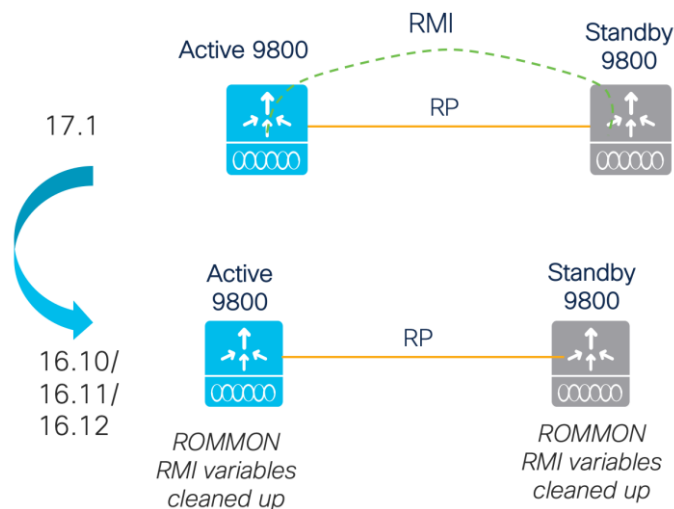 RMI
Active 9800
Standby
9800
RP
17.1
Active
9800
Standby
9800
RP
16.10/
16.11/
16.12
ROMMON
RMI variables
cleaned up
ROMMON
RMI variables
cleaned up